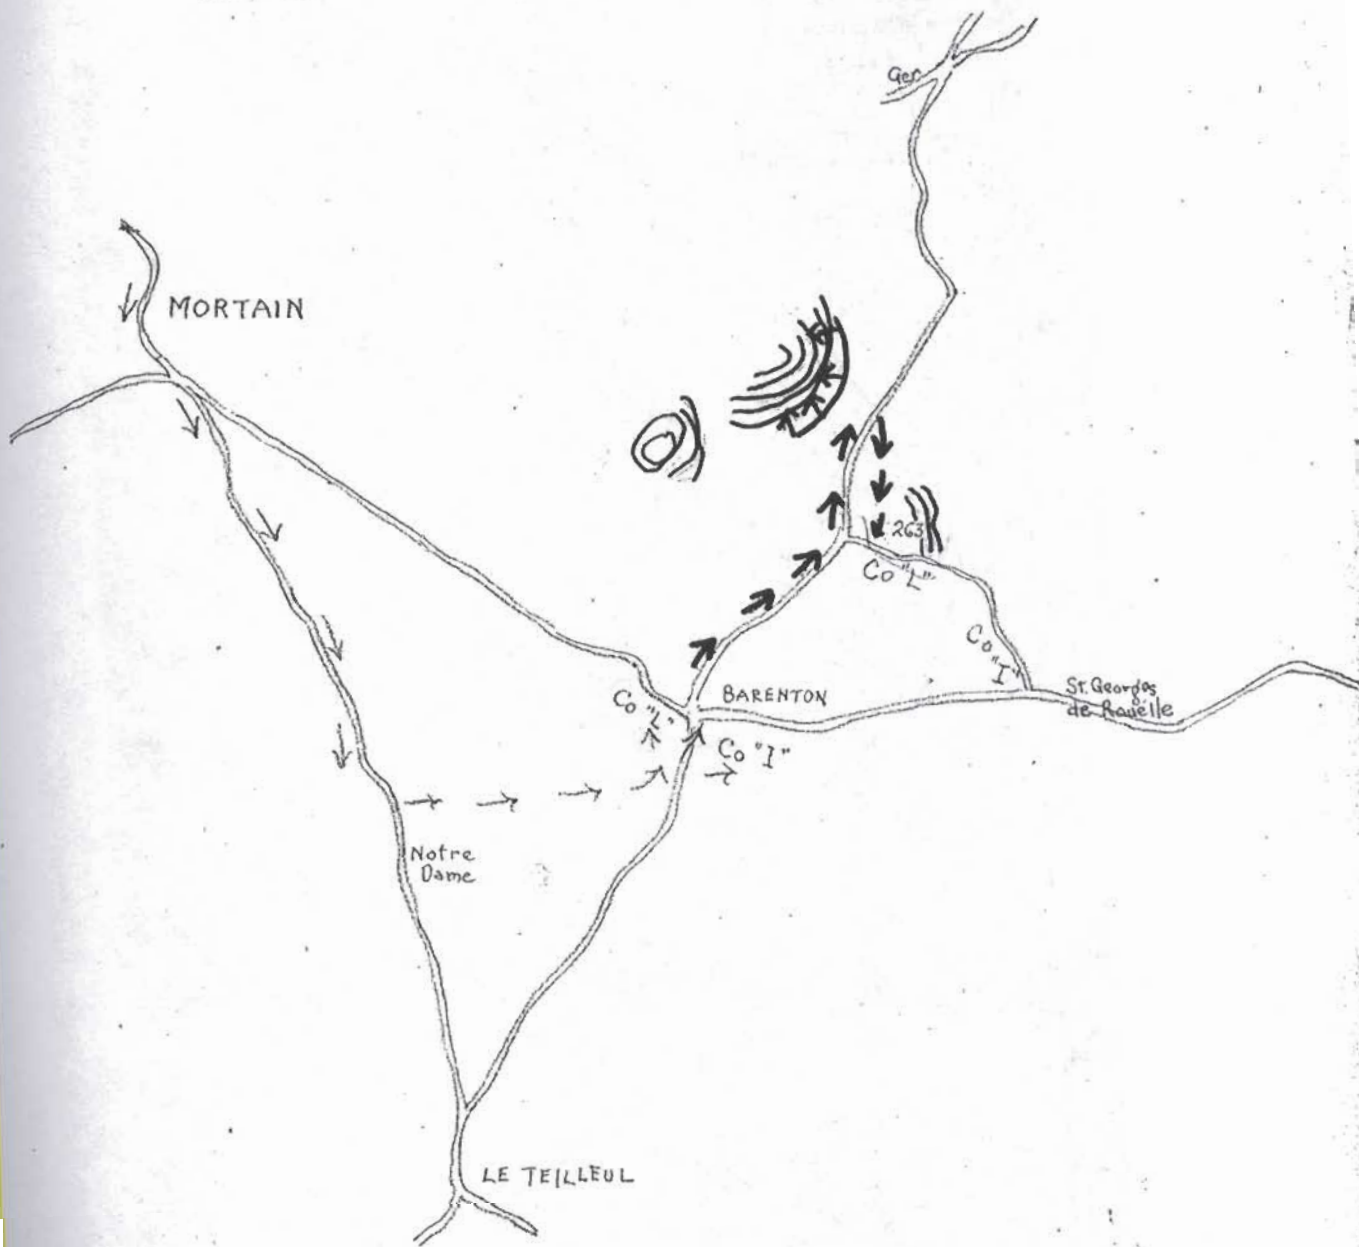 Ger
MORTAIN
263
Co "L"
Co "I"
St. Georges
de Rouelle
BARENTON
Co "L"
Co "I"
Notre
Dame
LE TEILLEUL